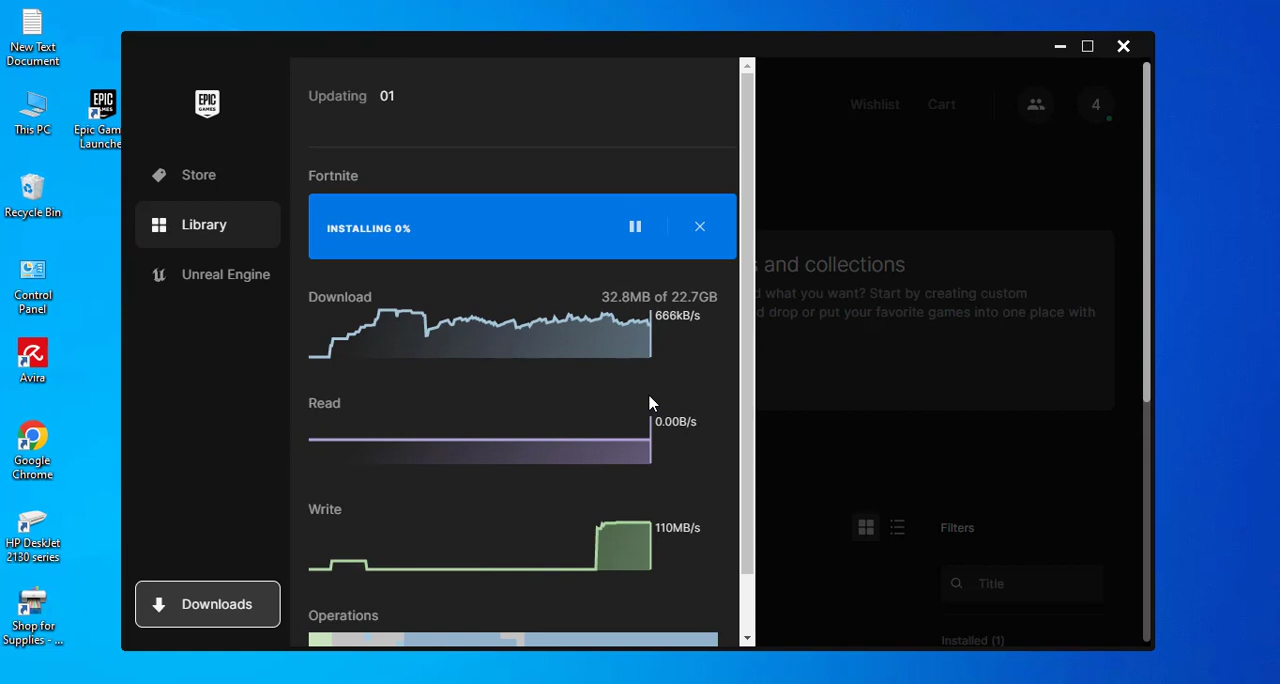 New Text
Document
This PC
EPIC
GAMES
Epic Gam
Launche
Recycle Bin
Control
Panel
Avira
Google
Chrome
HP DeskJet
2130 series
Shop for
Supplies - ...
EPIC
GAMES
Store
Library
Unreal Engine
Downloads
Updating 01
Fortnite
INSTALLING 0%
Download 32.8MB of 22.7GB
666kB/s
Read
0.00B/s
Write
110MB/s
Operations
Wishlist Cart 4
s and collections
d what you want? Start by creating custom
d drop or put your favorite games into one place with
Filters
Title
Installed (1)